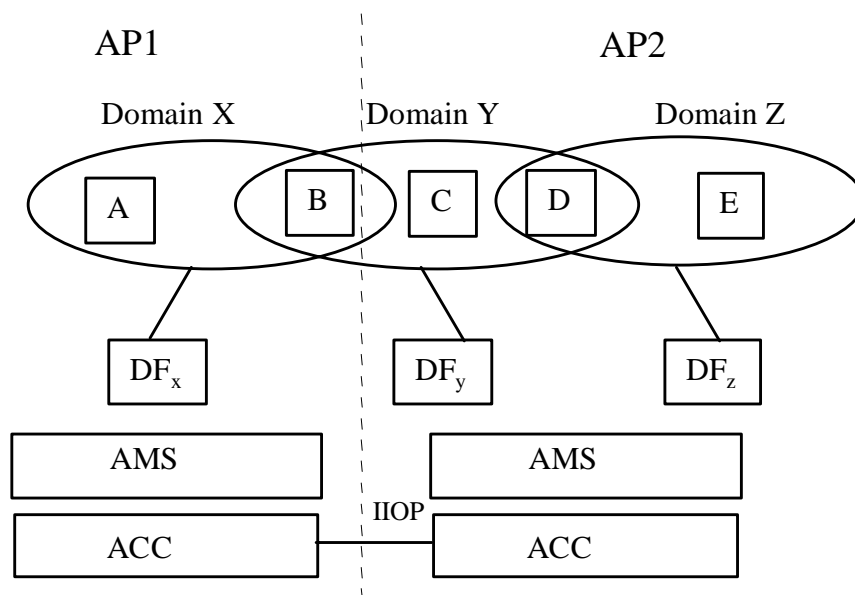 AP1
AP2
Domain X
Domain Y
Domain Z
A
B
C
D
E
DFx
DFy
DFz
AMS
AMS
IIOP
ACC
ACC